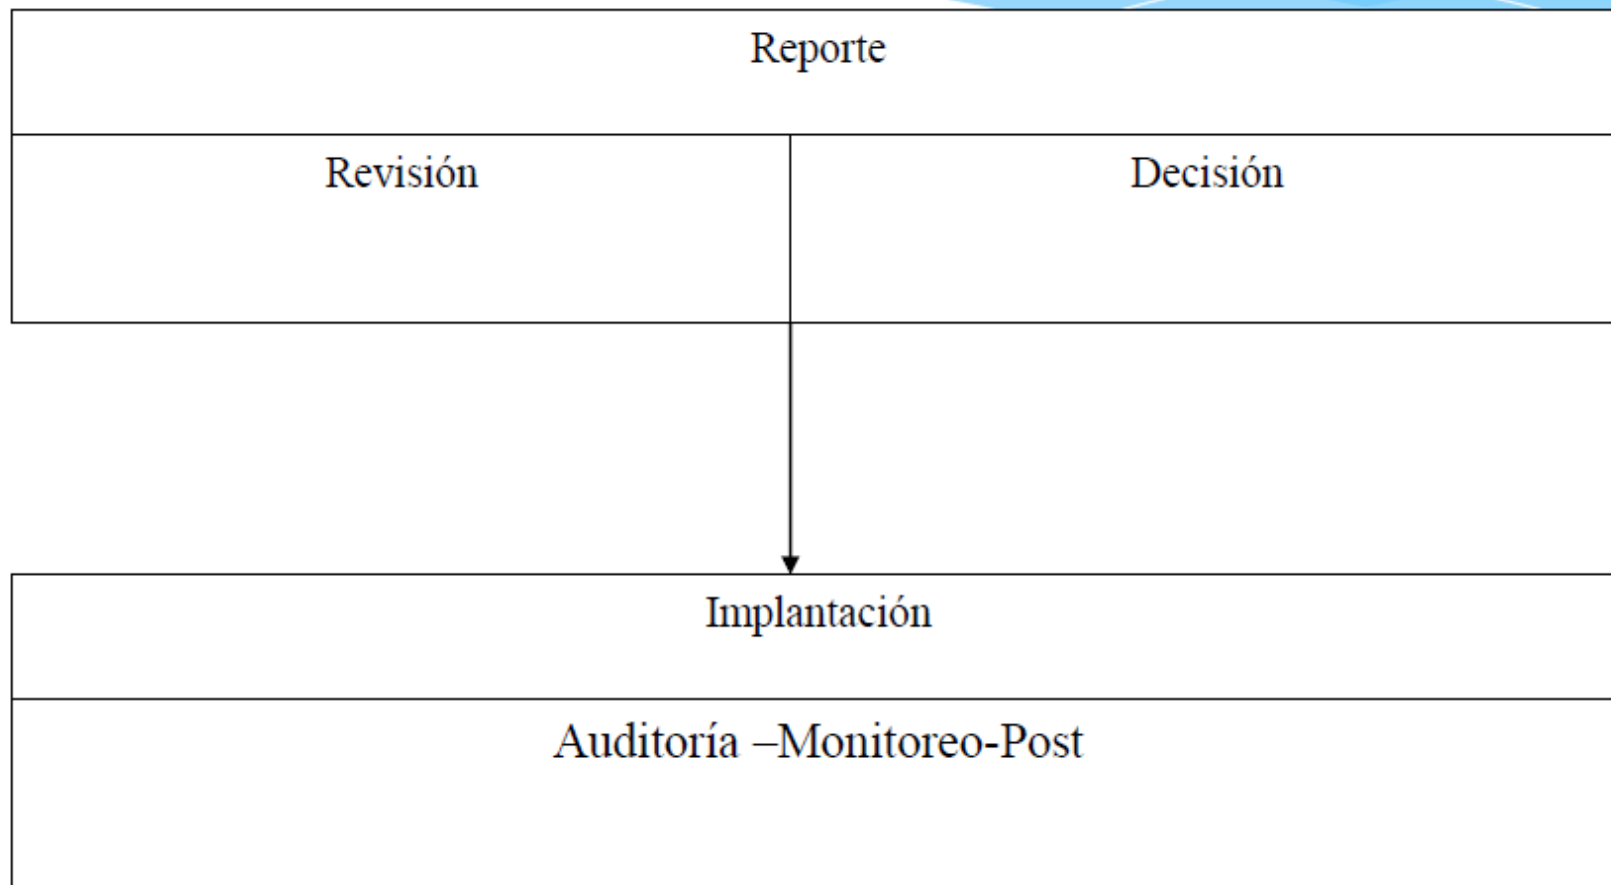 Reporte
Revisión Decisión
Implantación
Auditoría –Monitoreo-Post